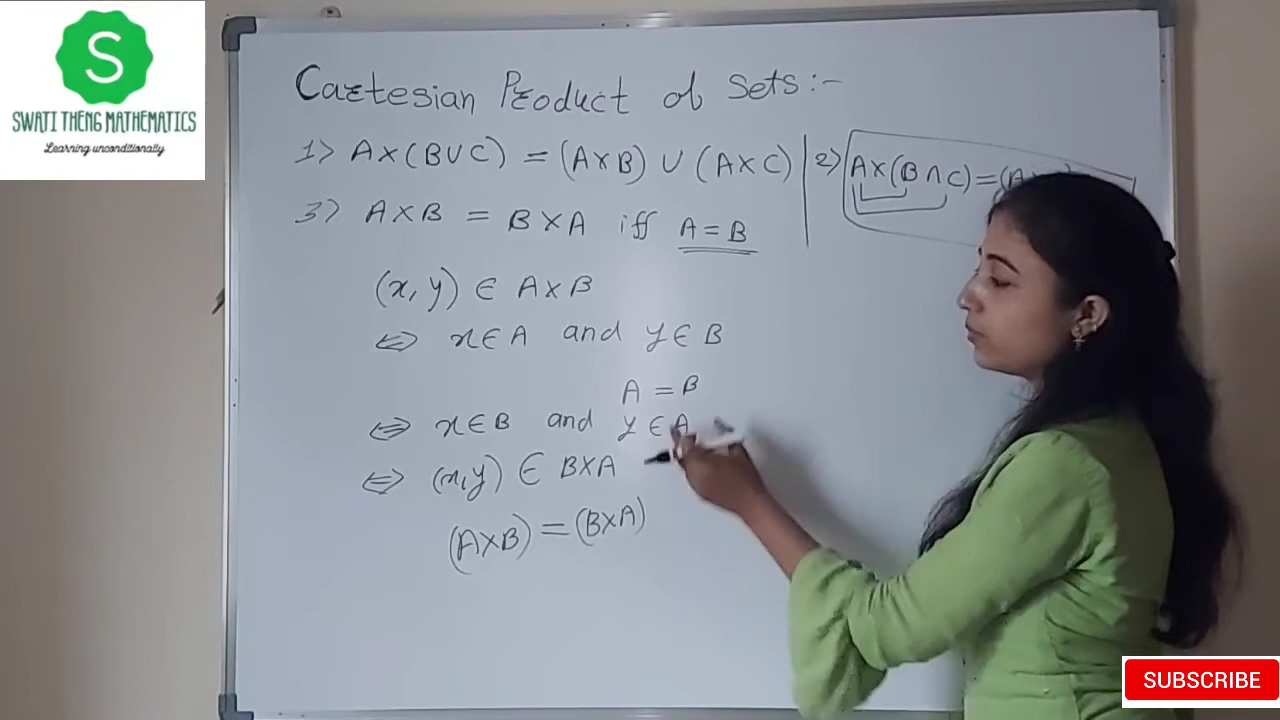 S
SWATI THENG MATHEMATICS
Learning unconditionally
Cartesian Product of Sets:-
1) A×(B∪C) = (A×B) ∪ (A×C)
2) A×(B∩C)=(A×
3) A×B = B×A iff A=B
(x, y) ∈ A×B
⇔ x∈A and y∈B
A = B
⇔ x∈B and y∈A
⇔ (x,y) ∈ B×A
(A×B) = (B×A)
SUBSCRIBE